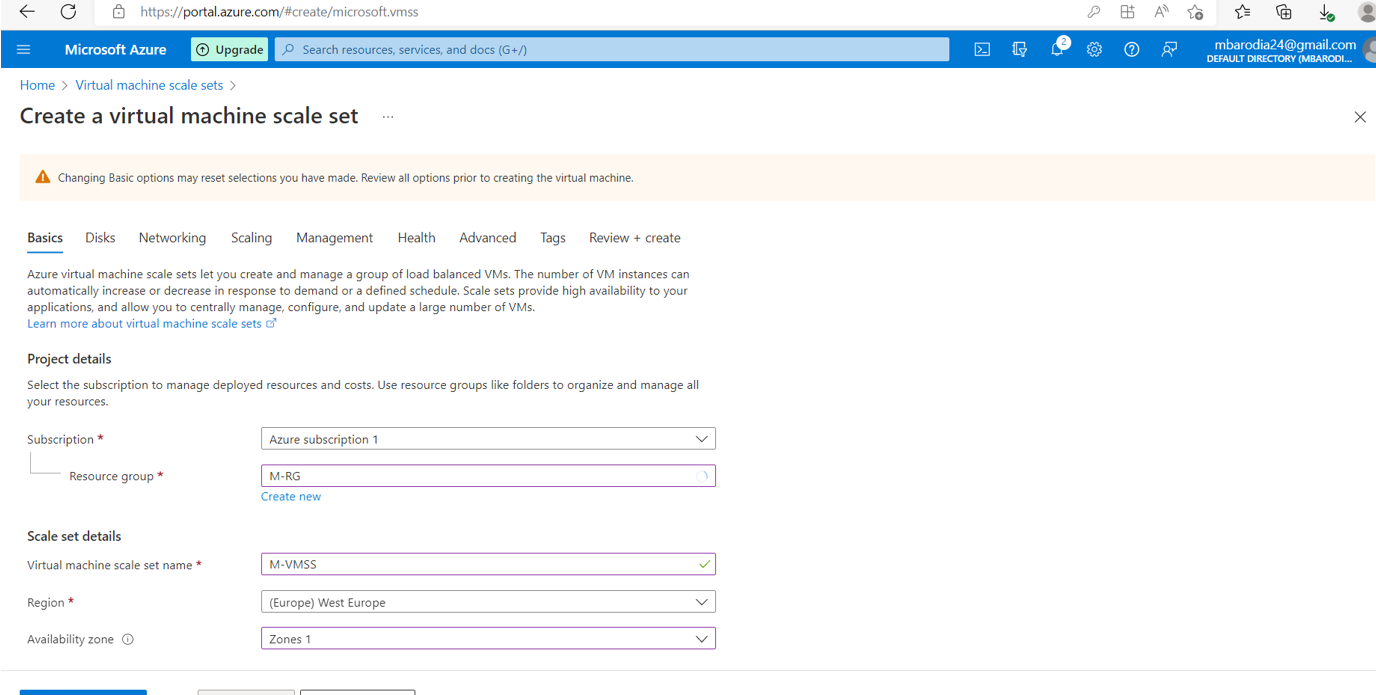 https://portal.azure.com/#create/microsoft.vmss
Microsoft Azure
Upgrade
Search resources, services, and docs (G+/)
2
mbarodia24@gmail.com
DEFAULT DIRECTORY (MBARODI...
Home > Virtual machine scale sets >
Create a virtual machine scale set ...
Changing Basic options may reset selections you have made. Review all options prior to creating the virtual machine.
Basics Disks Networking Scaling Management Health Advanced Tags Review + create
Azure virtual machine scale sets let you create and manage a group of load balanced VMs. The number of VM instances can
automatically increase or decrease in response to demand or a defined schedule. Scale sets provide high availability to your
applications, and allow you to centrally manage, configure, and update a large number of VMs.
Learn more about virtual machine scale sets
Project details
Select the subscription to manage deployed resources and costs. Use resource groups like folders to organize and manage all
your resources.
Subscription * Azure subscription 1
Resource group * M-RG
Create new
Scale set details
Virtual machine scale set name * M-VMSS
Region * (Europe) West Europe
Availability zone Zones 1